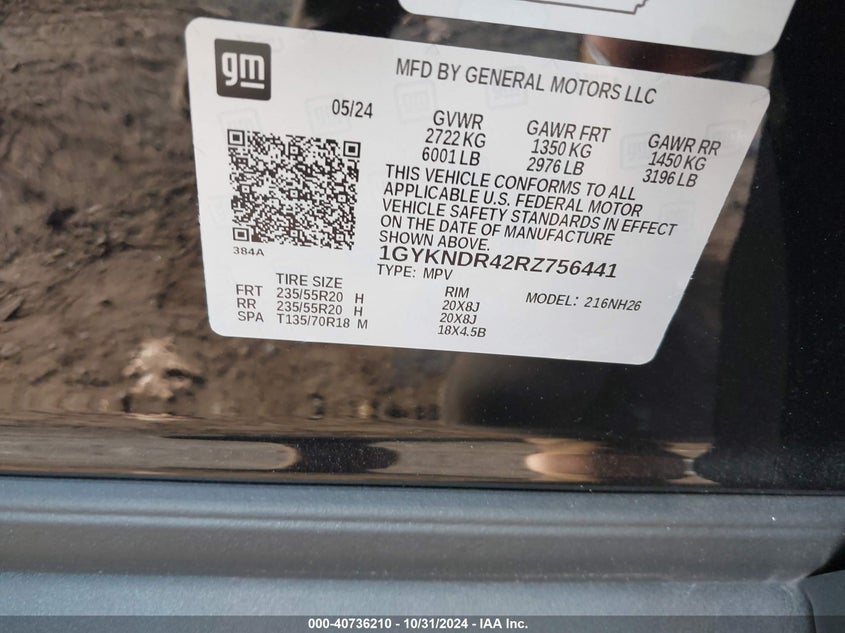 gm
MFD BY GENERAL MOTORS LLC
05/24
GVWR
2722 KG
6001 LB
GAWR FRT
1350 KG
2976 LB
GAWR RR
1450 KG
3196 LB
THIS VEHICLE CONFORMS TO ALL
APPLICABLE U.S. FEDERAL MOTOR
VEHICLE SAFETY STANDARDS IN EFFECT
ON THE DATE OF MANUFACTURE
SHOWN ABOVE.
384A
1GYKNDR42RZ756441
TYPE: MPV
MODEL: 216NH26
TIRE SIZE
RIM
FRT 235/55R20 H 20X8J
RR 235/55R20 H 20X8J
SPA T135/70R18 M 18X4.5B
000-40736210 - 10/31/2024 - IAA Inc.